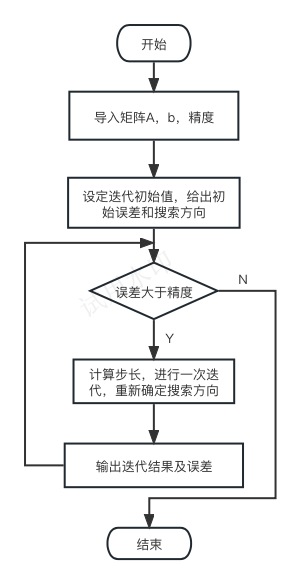 开始
导入矩阵A，b，精度
设定迭代初始值，给出初
始误差和搜索方向
误差大于精度
N
Y
计算步长，进行一次迭
代，重新确定搜索方向
输出迭代结果及误差
结束